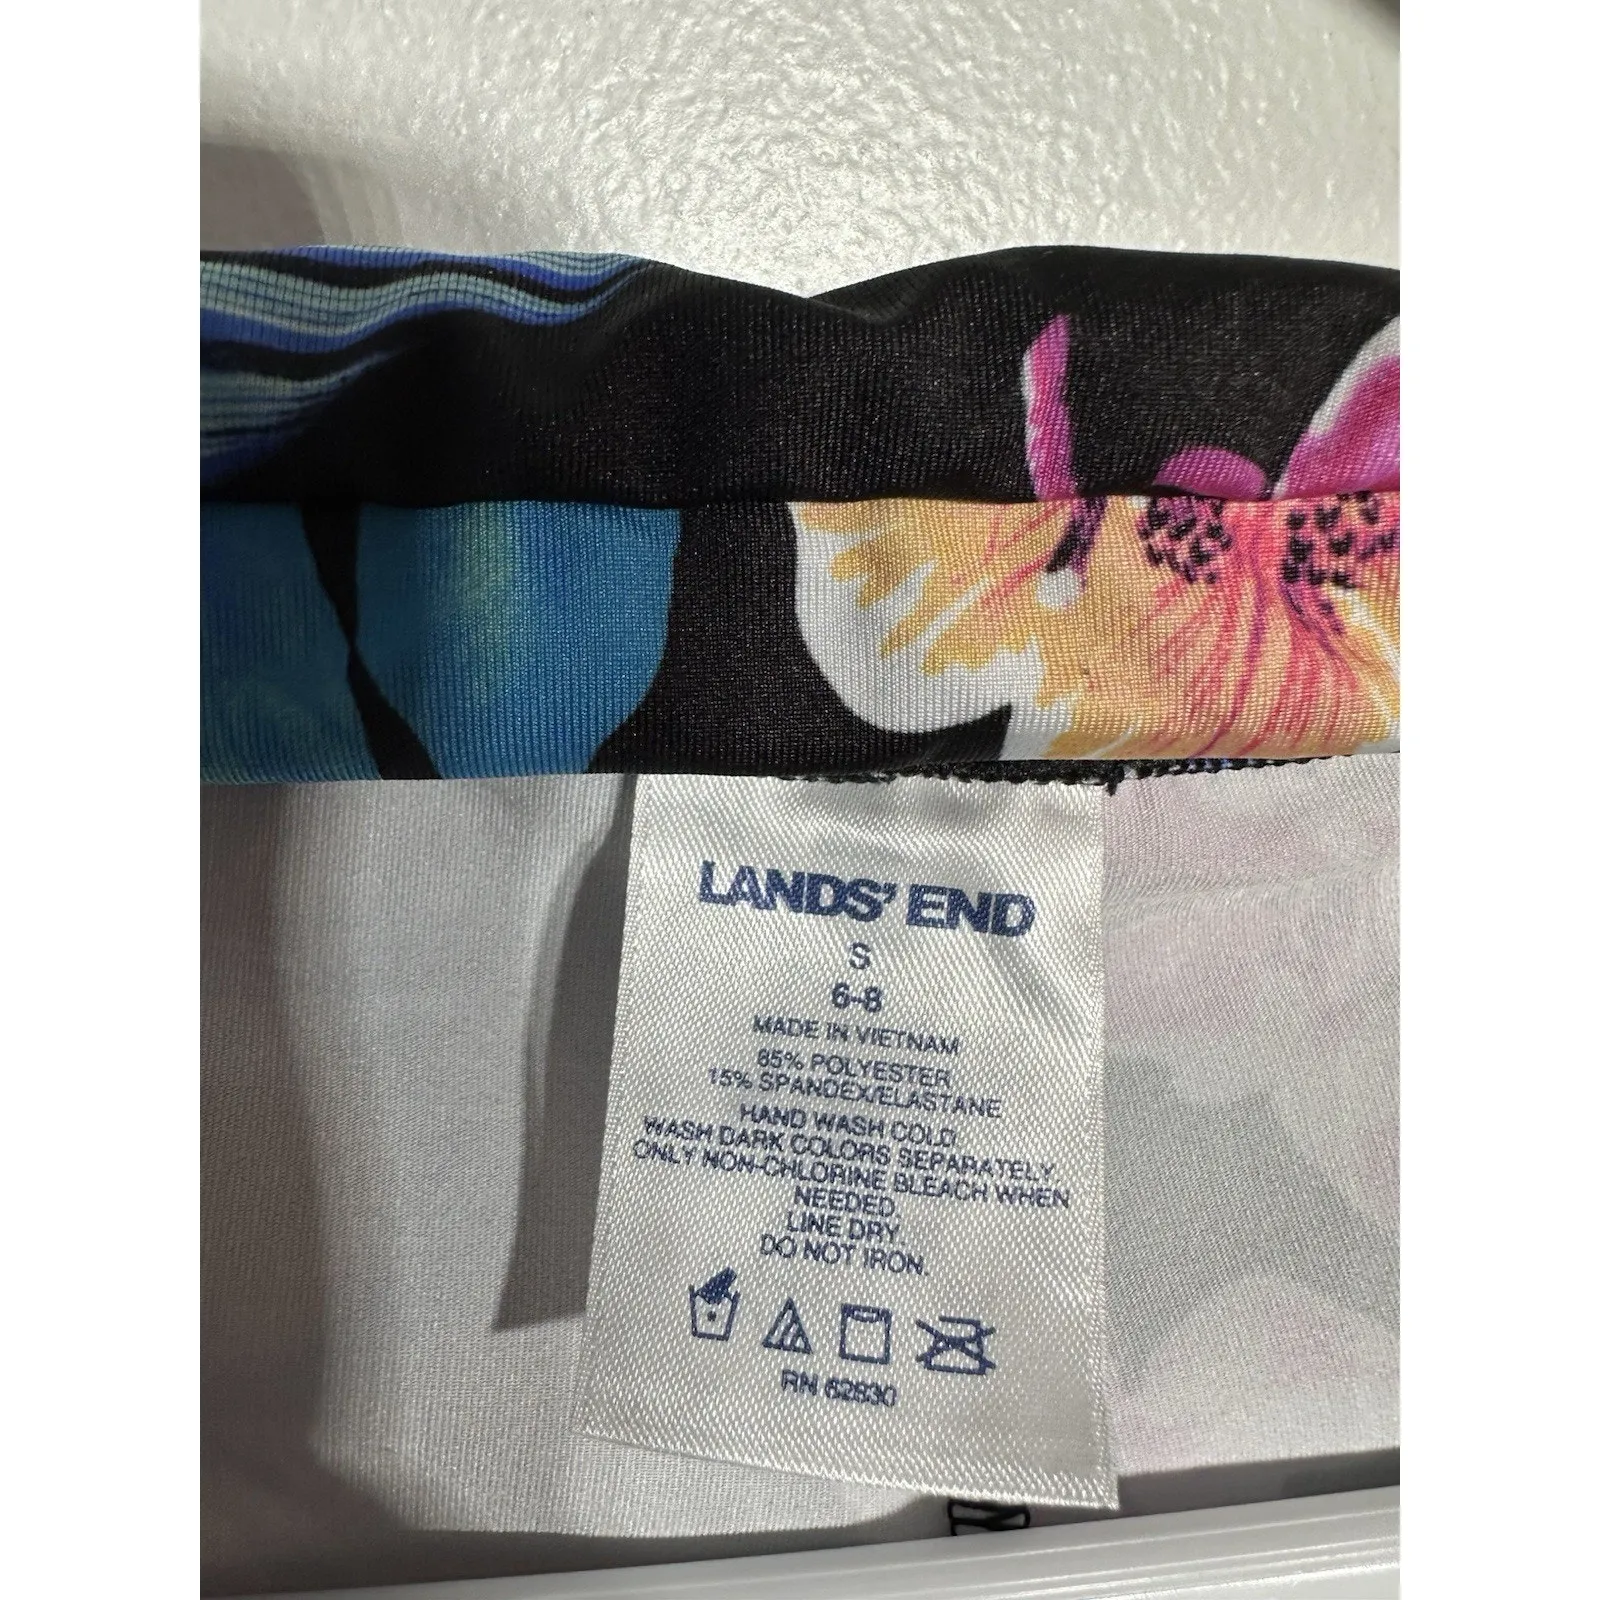 LANDS' END
S
6-8
MADE IN VIETNAM
85% POLYESTER
15% SPANDEX/ELASTANE
HAND WASH COLD
WASH DARK COLORS SEPARATELY.
ONLY NON-CHLORINE BLEACH WHEN
NEEDED.
LINE DRY.
DO NOT IRON.
RN 62830